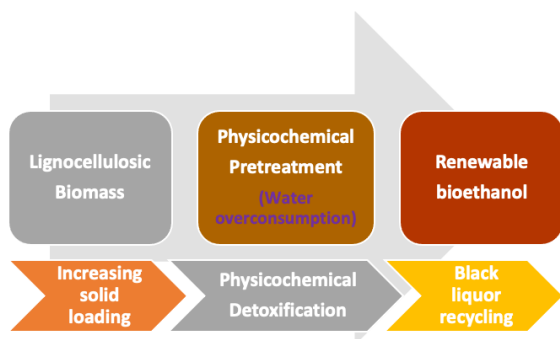 Lignocellulosic
Biomass
Physicochemical
Pretreatment
(Water
overconsumption)
Renewable
bioethanol
Increasing
solid
loading
Physicochemical
Detoxification
Black
liquor
recycling